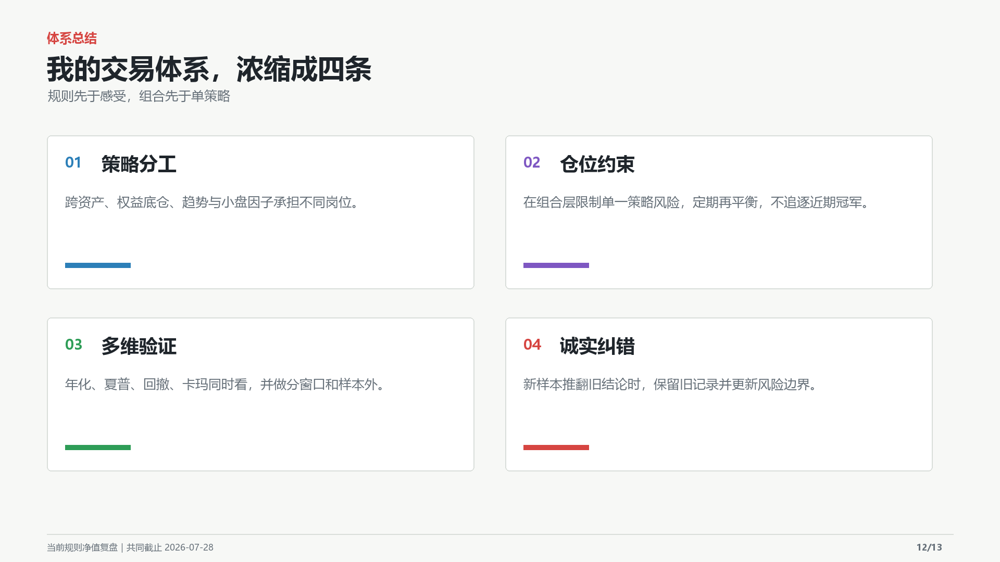 体系总结
我的交易体系，浓缩成四条
规则先于感受，组合先于单策略
01 策略分工
跨资产、权益底仓、趋势与小盘因子承担不同岗位。
02 仓位约束
在组合层限制单一策略风险，定期再平衡，不追逐近期冠军。
03 多维验证
年化、夏普、回撤、卡玛同时看，并做分窗口和样本外。
04 诚实纠错
新样本推翻旧结论时，保留旧记录并更新风险边界。
当前规则净值复盘 | 共同截止 2026-07-28
12/13